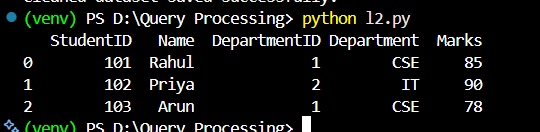 Cleaned dataset saved successfully.
(venv) PS D:\Query Processing> python l2.py
StudentID Name DepartmentID Department Marks
0 101 Rahul 1 CSE 85
1 102 Priya 2 IT 90
2 103 Arun 1 CSE 78
(venv) PS D:\Query Processing>